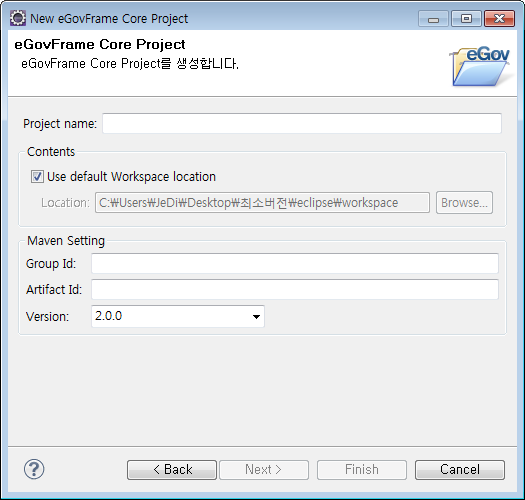 New eGovFrame Core Project
eGovFrame Core Project
eGovFrame Core Project를 생성합니다.
eGov
Project name:
Contents
Use default Workspace location
Location: C:₩Users₩JeDi₩Desktop₩최소버전₩eclipse₩workspace Browse...
Maven Setting
Group Id:
Artifact Id:
Version: 2.0.0
? < Back Next > Finish Cancel